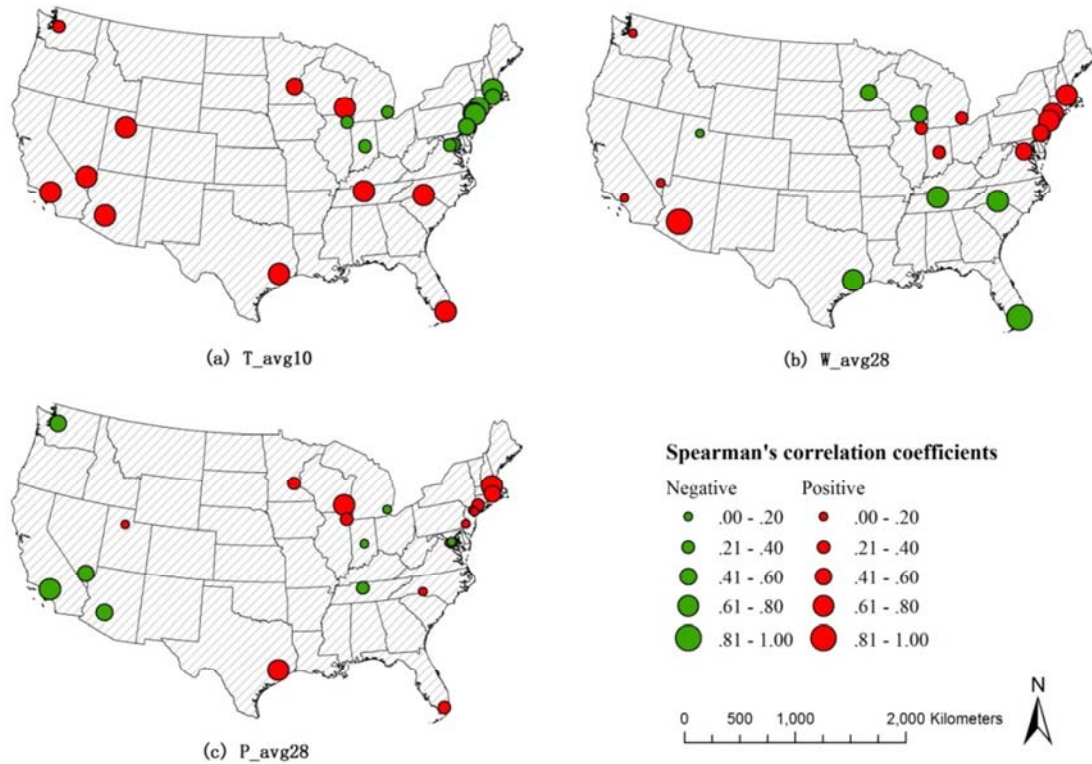 (a) T_avg10
(b) W_avg28
(c) P_avg28
Spearman's correlation coefficients
Negative Positive
.00 - .20 .00 - .20
.21 - .40 .21 - .40
.41 - .60 .41 - .60
.61 - .80 .61 - .80
.81 - 1.00 .81 - 1.00
N
0 500 1,000 2,000 Kilometers